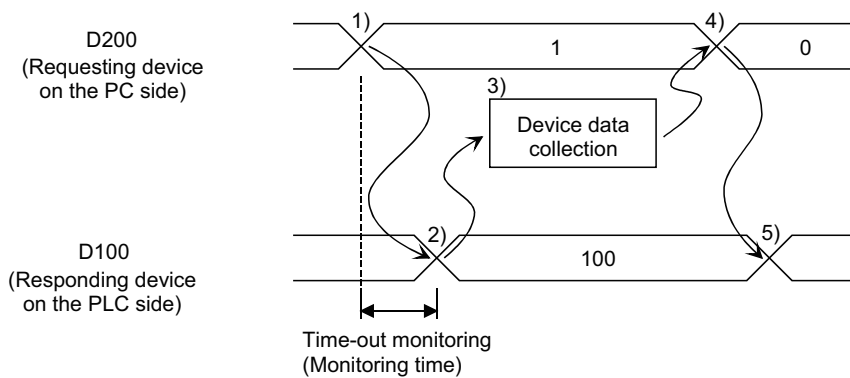 1)
4)
D200
(Requesting device
on the PC side)
1
0
3)
Device data
collection
2)
5)
D100
(Responding device
on the PLC side)
100
Time-out monitoring
(Monitoring time)